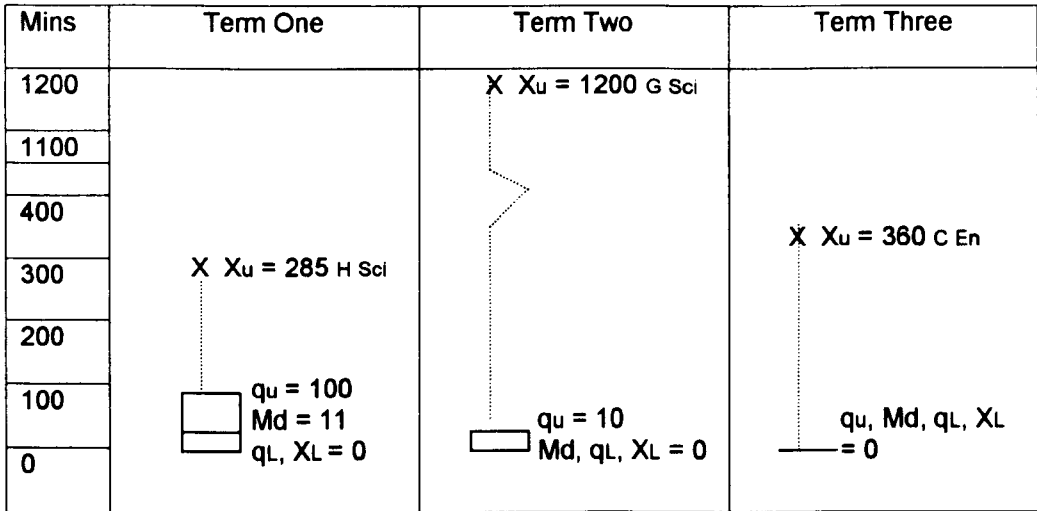 Mins Term One Term Two Term Three
1200
X Xu = 1200 G Sci
1100
400
X Xu = 360 C En
300
X Xu = 285 H Sci
200
100
qu = 100
Md = 11
qL, XL = 0
qu = 10
Md, qL, XL = 0
qu, Md, qL, XL
= 0
0